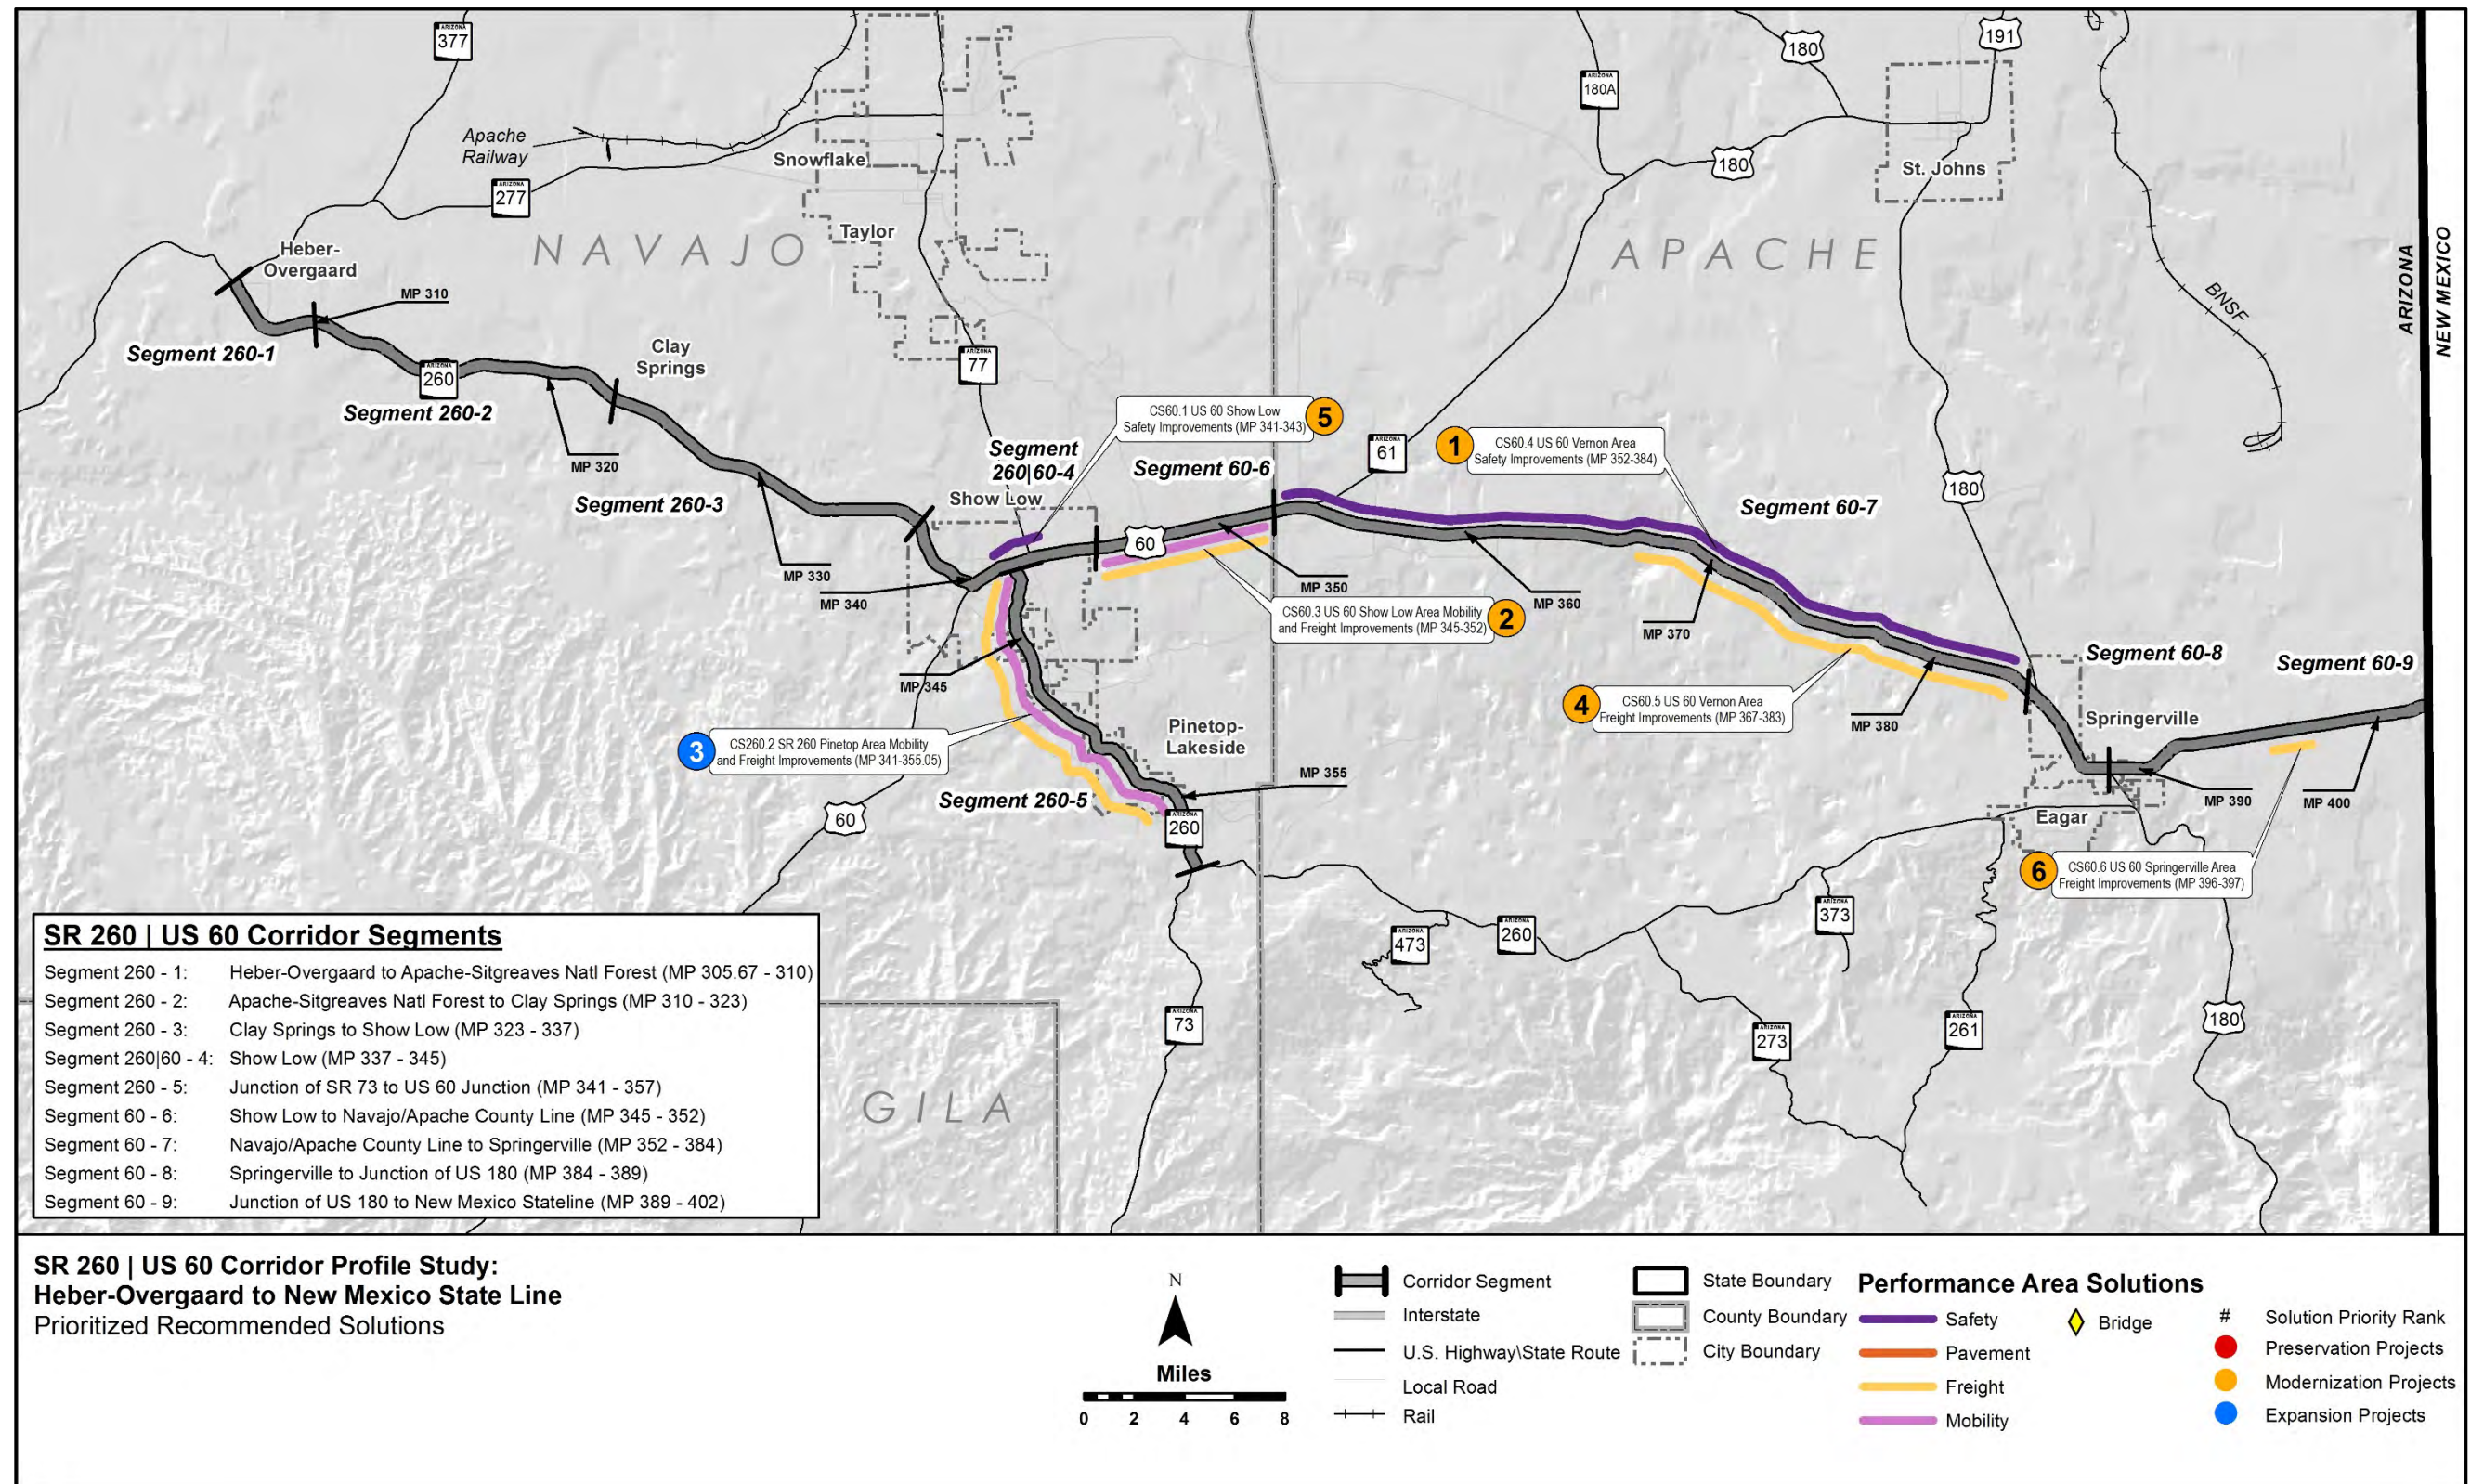 ARIZONA
377
Apache
Railway
ARIZONA
277
Snowflake
Taylor
NAVAJO
Heber-
Overgaard
MP 310
Segment 260-1
ARIZONA
260
Segment 260-2
Clay
Springs
MP 320
Segment 260-3
MP 330
ARIZONA
77
Segment
260|60-4
Show Low
MP 340
CS60.1 US 60 Show Low
Safety Improvements (MP 341-343)
5
Segment 60-6
60
MP 350
CS60.3 US 60 Show Low Area Mobility
and Freight Improvements (MP 345-352)
2
MP 345
3
CS260.2 SR 260 Pinetop Area Mobility
and Freight Improvements (MP 341-355.05)
Pinetop-
Lakeside
Segment 260-5
MP 355
ARIZONA
260
60
ARIZONA
180A
180
191
180
St. Johns
APACHE
BNSF
ARIZONA
NEW MEXICO
ARIZONA
61
1
CS60.4 US 60 Vernon Area
Safety Improvements (MP 352-384)
Segment 60-7
180
MP 360
MP 370
4
CS60.5 US 60 Vernon Area
Freight Improvements (MP 367-383)
MP 380
Segment 60-8
Segment 60-9
Springerville
MP 390
MP 400
Eagar
6
CS60.6 US 60 Springerville Area
Freight Improvements (MP 396-397)
ARIZONA
473
ARIZONA
260
ARIZONA
373
ARIZONA
73
ARIZONA
273
ARIZONA
261
180
GILA
SR 260 | US 60 Corridor Segments
Segment 260 - 1: Heber-Overgaard to Apache-Sitgreaves Natl Forest (MP 305.67 - 310)
Segment 260 - 2: Apache-Sitgreaves Natl Forest to Clay Springs (MP 310 - 323)
Segment 260 - 3: Clay Springs to Show Low (MP 323 - 337)
Segment 260|60 - 4: Show Low (MP 337 - 345)
Segment 260 - 5: Junction of SR 73 to US 60 Junction (MP 341 - 357)
Segment 60 - 6: Show Low to Navajo/Apache County Line (MP 345 - 352)
Segment 60 - 7: Navajo/Apache County Line to Springerville (MP 352 - 384)
Segment 60 - 8: Springerville to Junction of US 180 (MP 384 - 389)
Segment 60 - 9: Junction of US 180 to New Mexico Stateline (MP 389 - 402)
SR 260 | US 60 Corridor Profile Study:
Heber-Overgaard to New Mexico State Line
Prioritized Recommended Solutions
N
Miles
0 2 4 6 8
Corridor Segment
Interstate
U.S. Highway\State Route
Local Road
Rail
State Boundary
County Boundary
City Boundary
Performance Area Solutions
Safety
Pavement
Freight
Mobility
Bridge
# Solution Priority Rank
Preservation Projects
Modernization Projects
Expansion Projects